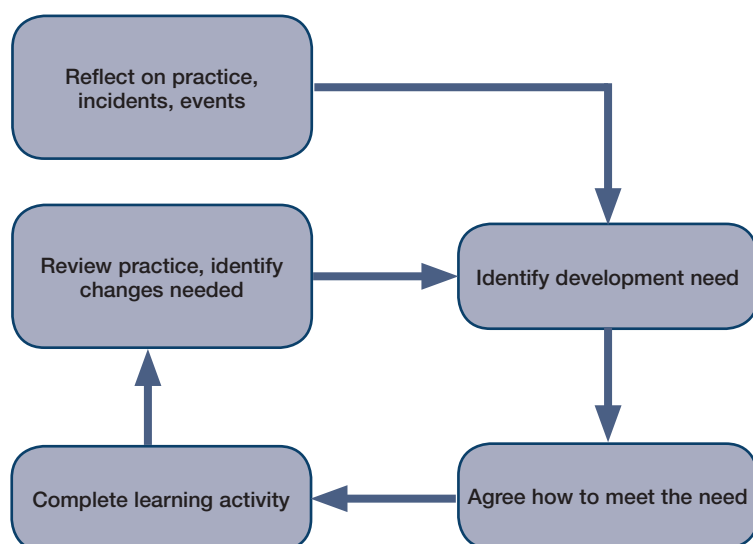 Reflect on practice,
incidents, events
Review practice, identify
changes needed
Identify development need
Complete learning activity
Agree how to meet the need